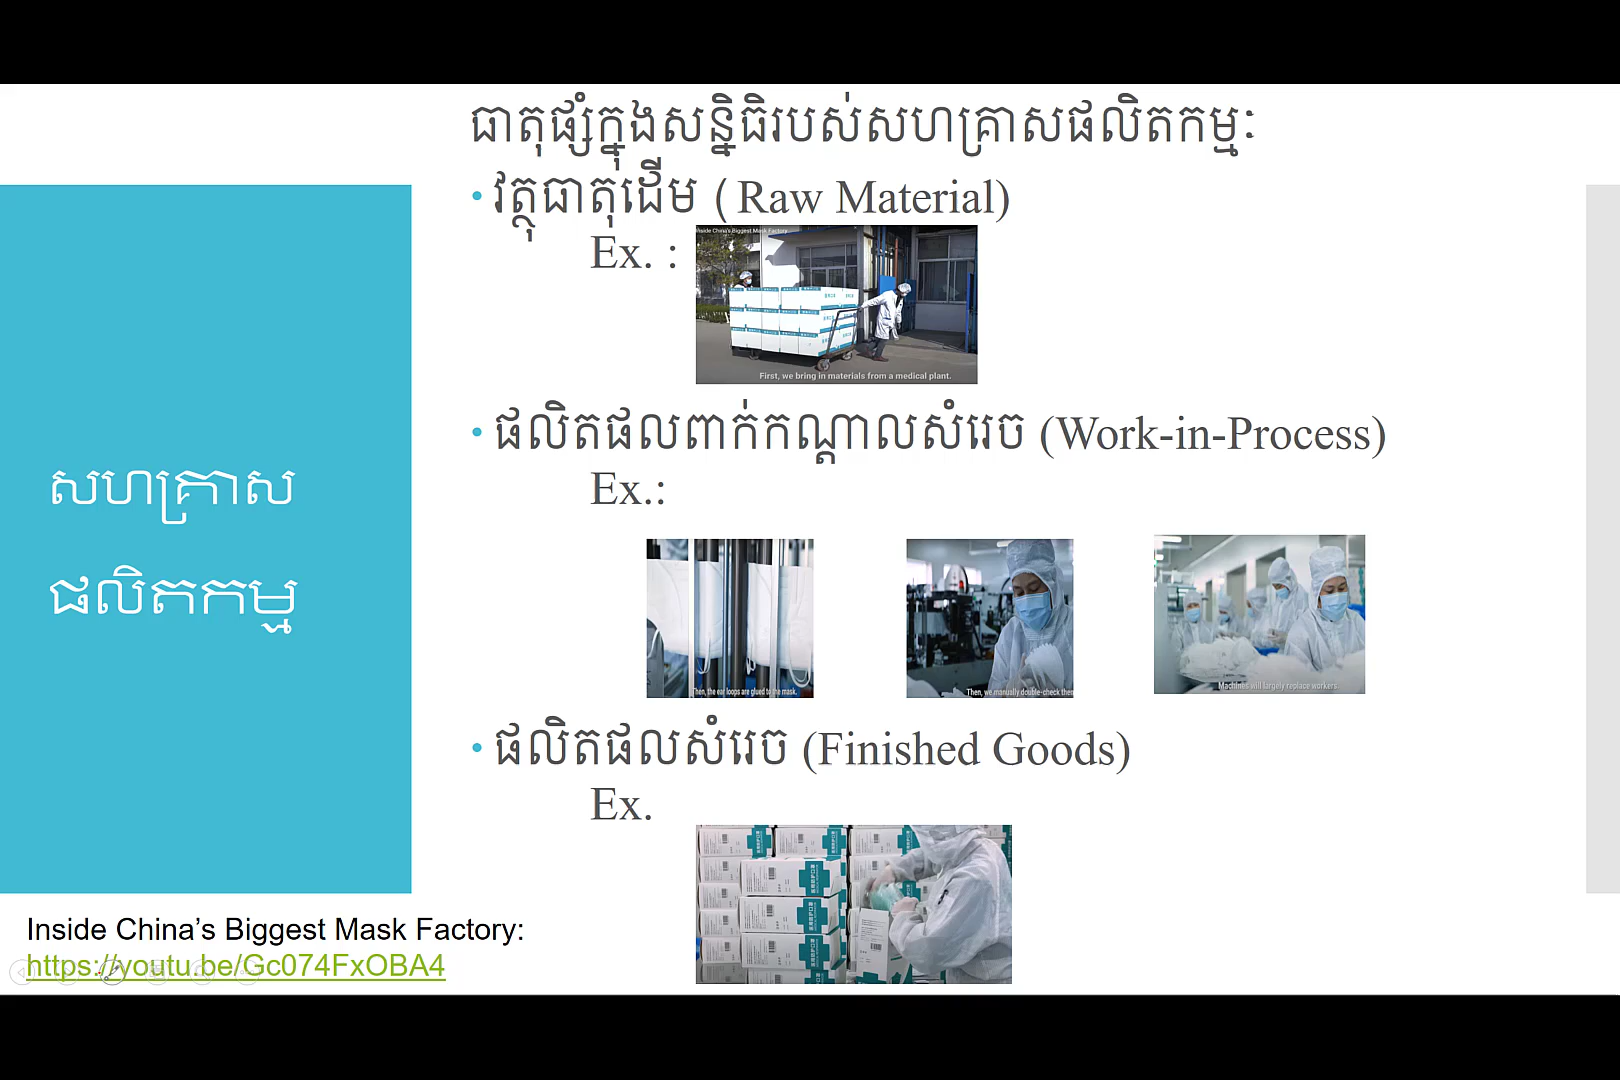 ធាតុផ្សំក្នុងសន្និធិរបស់សហគ្រាសផលិតកម្មៈ
• វត្ថុធាតុដើម (Raw Material)
Ex. :
Inside China's Biggest Mask Factory
First, we bring in materials from a medical plant.
• ផលិតផលពាក់កណ្ដាលសំរេច (Work-in-Process)
Ex.:
Then, the ear loops are glued to the mask.
Then, we manually double-check then
Machines will largely replace workers.
• ផលិតផលសំរេច (Finished Goods)
Ex.
សហគ្រាស
ផលិតកម្ម
Inside China’s Biggest Mask Factory:
https://youtu.be/Gc074FxOBA4